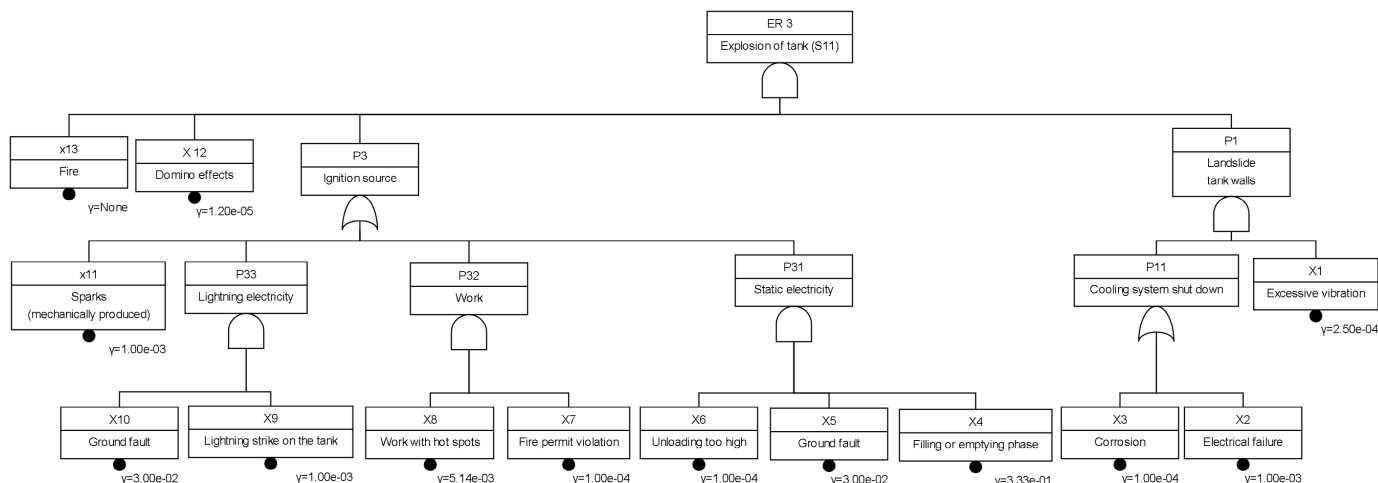 ER 3
Explosion of tank (S11)
x13
Fire
γ=None
X 12
Domino effects
γ=1.20e-05
P3
Ignition source
P1
Landslide
tank walls
x11
Sparks
(mechanically produced)
γ=1.00e-03
P33
Lightning electricity
P32
Work
P31
Static electricity
P11
Cooling system shut down
X1
Excessive vibration
γ=2.50e-04
X10
Ground fault
γ=3.00e-02
X9
Lightning strike on the tank
γ=1.00e-03
X8
Work with hot spots
γ=5.14e-03
X7
Fire permit violation
γ=1.00e-04
X6
Unloading too high
γ=1.00e-04
X5
Ground fault
γ=3.00e-02
X4
Filling or emptying phase
γ=3.33e-01
X3
Corrosion
γ=1.00e-04
X2
Electrical failure
γ=1.00e-03